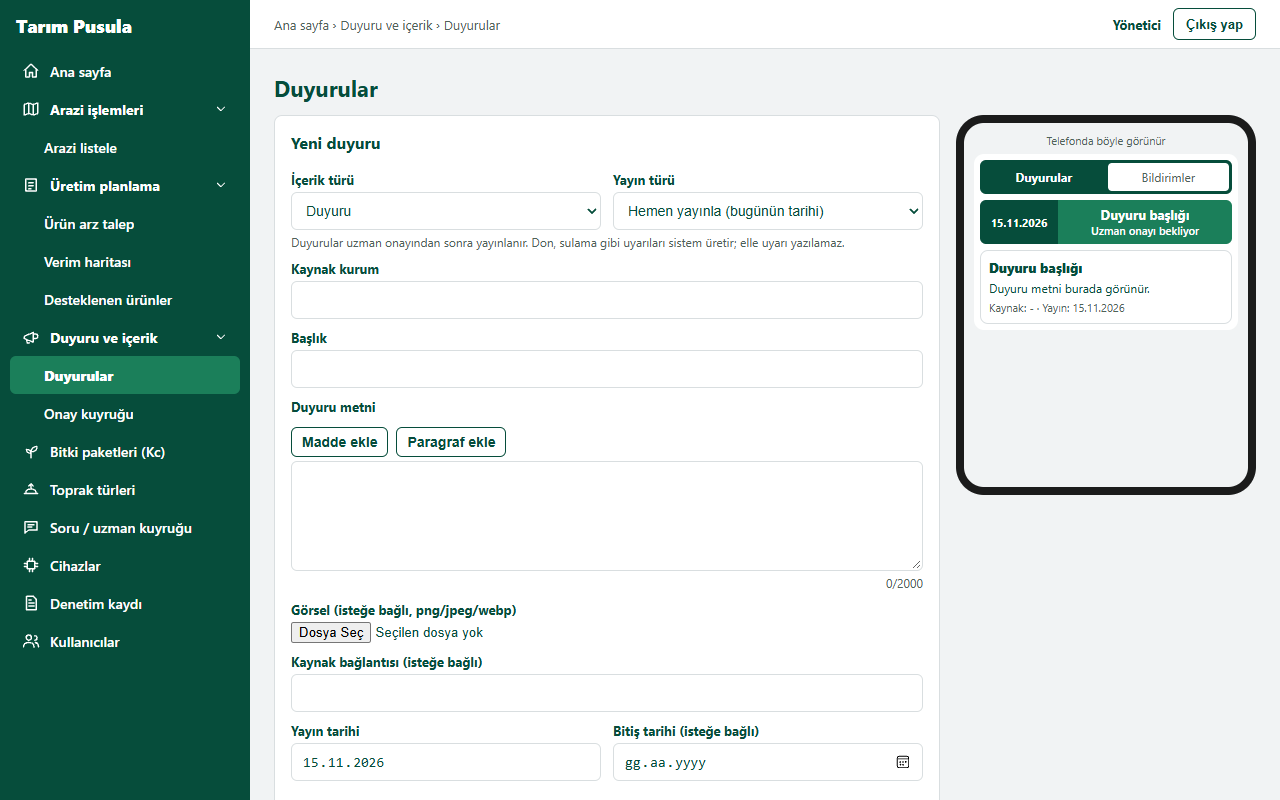 Tarım Pusula
Ana sayfa
Arazi işlemleri
Arazi listele
Üretim planlama
Ürün arz talep
Verim haritası
Desteklenen ürünler
Duyuru ve içerik
Duyurular
Onay kuyruğu
Bitki paketleri (Kc)
Toprak türleri
Soru / uzman kuyruğu
Cihazlar
Denetim kaydı
Kullanıcılar
Ana sayfa › Duyuru ve içerik › Duyurular
Yönetici
Çıkış yap
Duyurular
Yeni duyuru
İçerik türü
Yayın türü
Duyuru
Hemen yayınla (bugünün tarihi)
Duyurular uzman onayından sonra yayınlanır. Don, sulama gibi uyarıları sistem üretir; elle uyarı yazılamaz.
Kaynak kurum
Başlık
Duyuru metni
Madde ekle
Paragraf ekle
0/2000
Görsel (isteğe bağlı, png/jpeg/webp)
Dosya Seç Seçilen dosya yok
Kaynak bağlantısı (isteğe bağlı)
Yayın tarihi
Bitiş tarihi (isteğe bağlı)
15.11.2026
gg.aa.yyyy
Telefonda böyle görünür
Duyurular
Bildirimler
15.11.2026
Duyuru başlığı
Uzman onayı bekliyor
Duyuru başlığı
Duyuru metni burada görünür.
Kaynak: - · Yayın: 15.11.2026